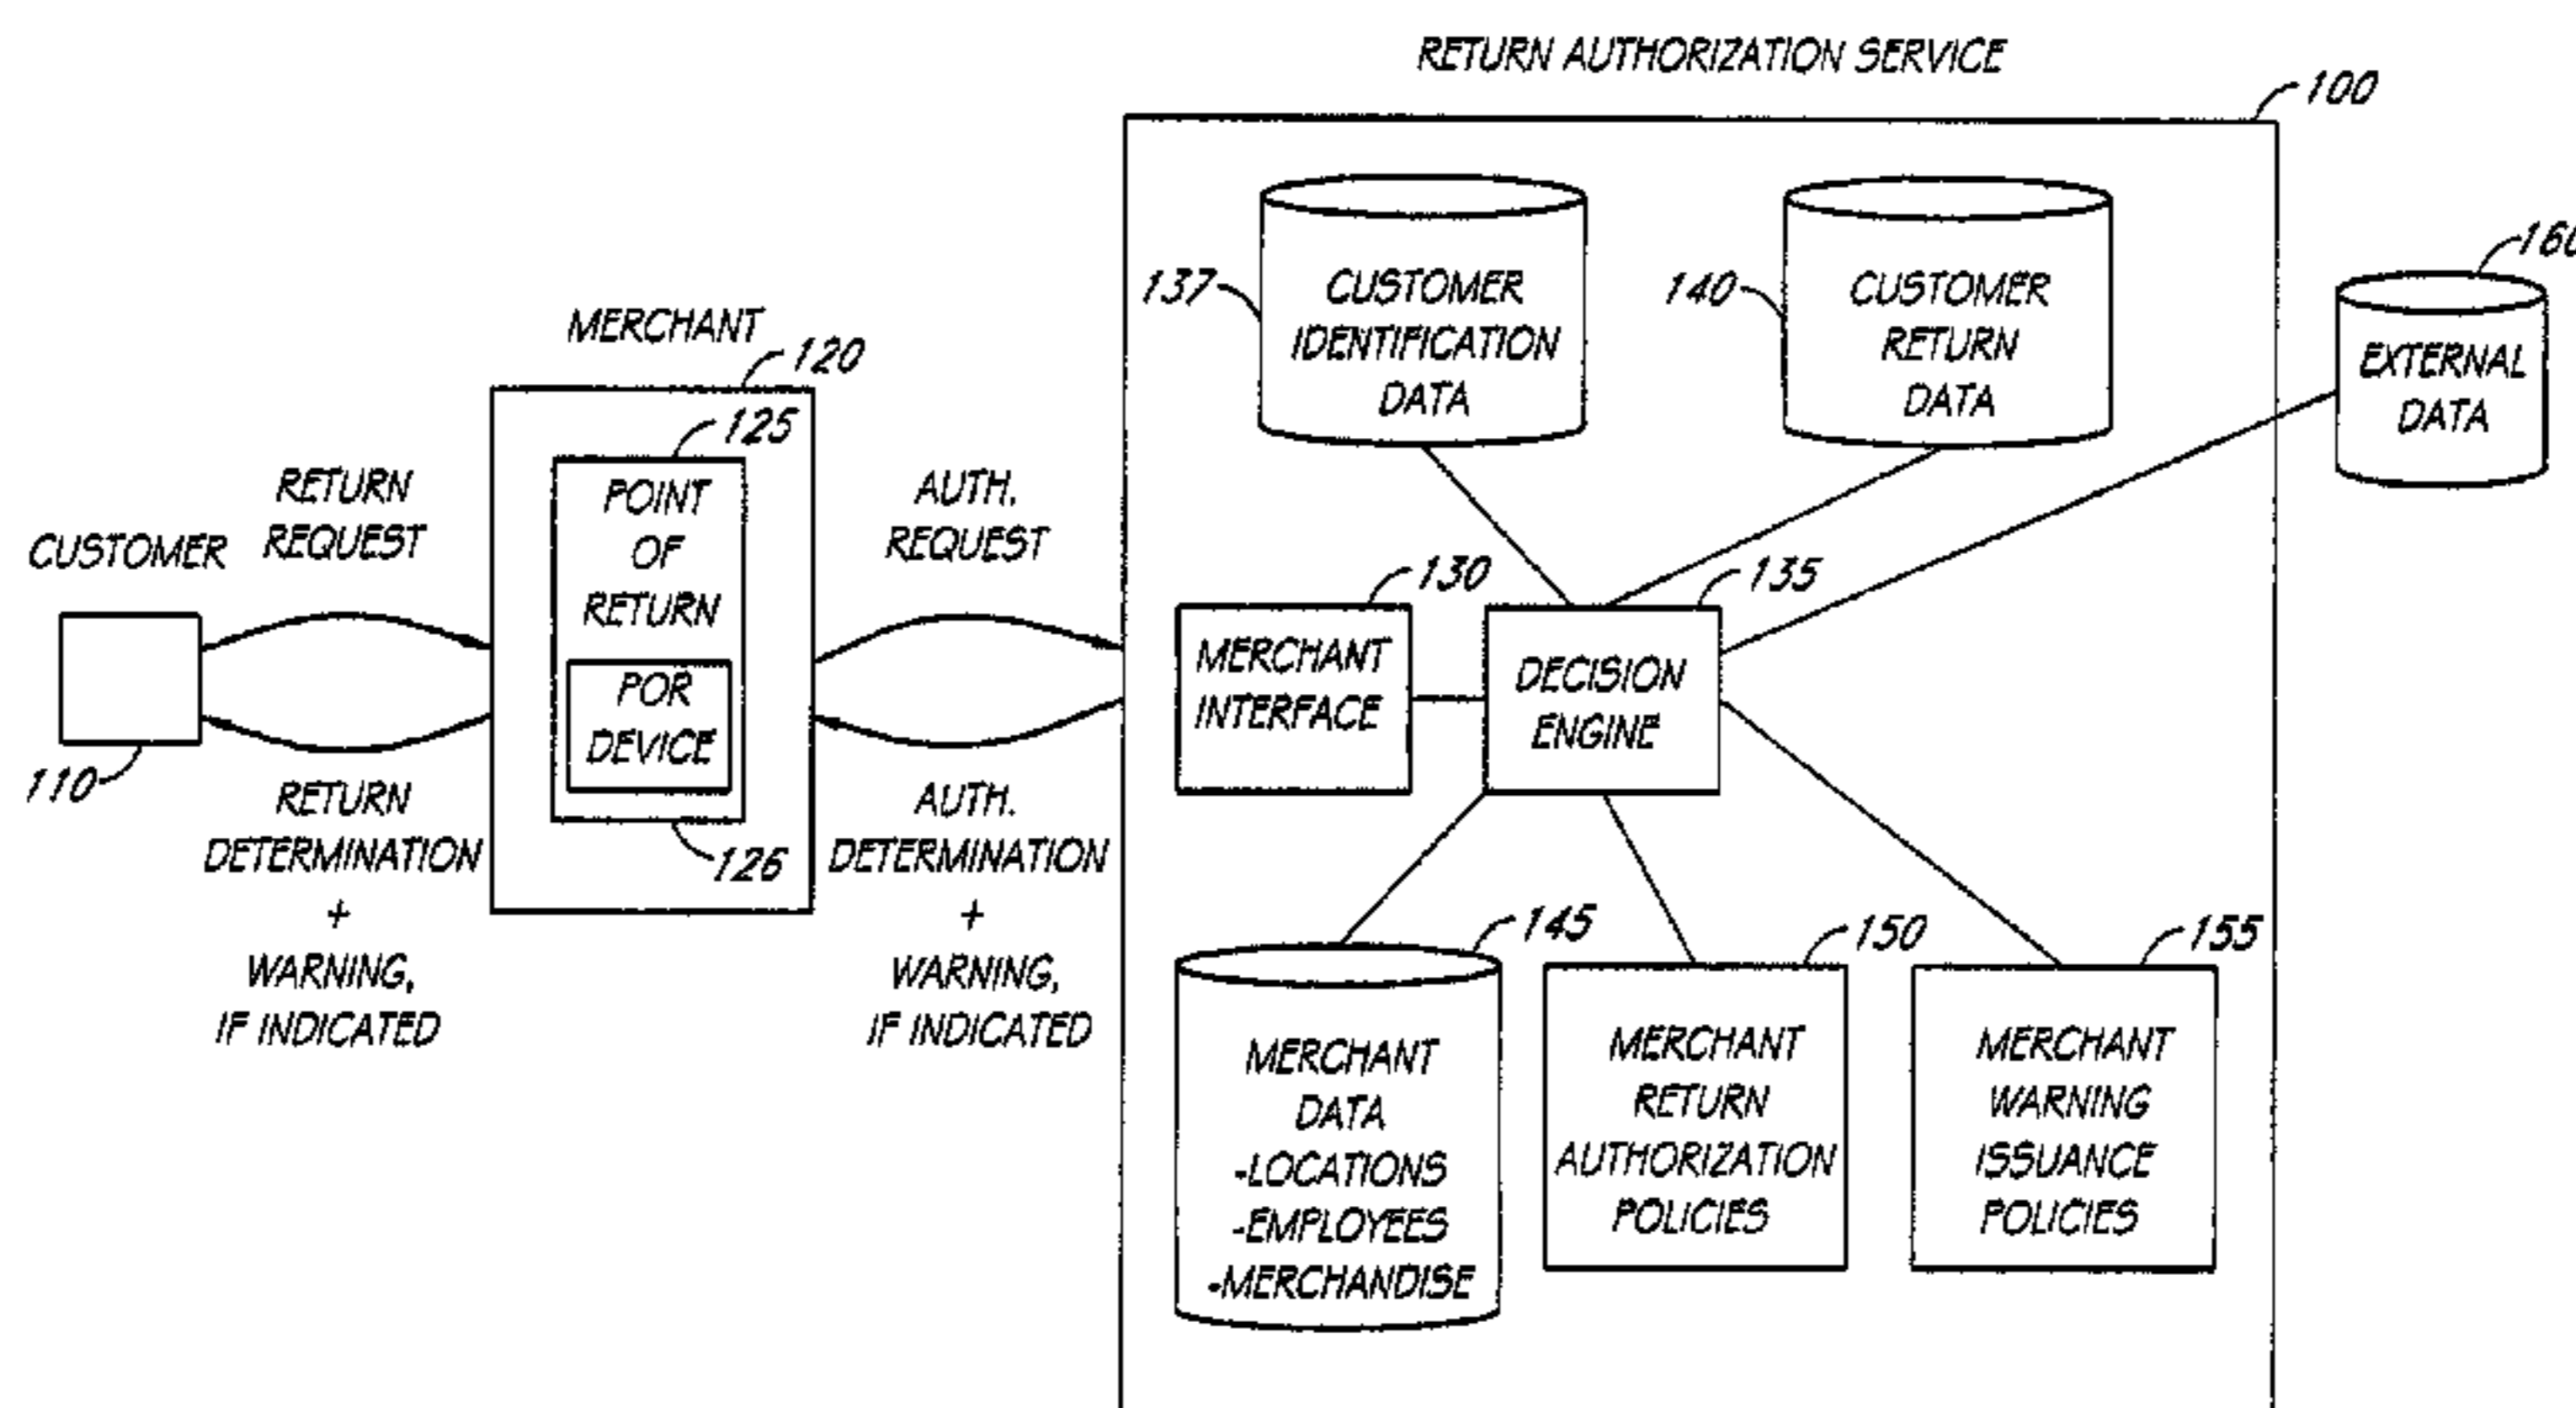 RETURN AUTHORIZATION SERVICE
100
137
CUSTOMER
IDENTIFICATION
DATA
140
CUSTOMER
RETURN
DATA
160
EXTERNAL
DATA
MERCHANT
120
125
POINT
OF
RETURN
POR
DEVICE
126
CUSTOMER
110
RETURN
REQUEST
RETURN
DETERMINATION
+
WARNING,
IF INDICATED
AUTH.
REQUEST
AUTH.
DETERMINATION
+
WARNING,
IF INDICATED
130
MERCHANT
INTERFACE
135
DECISION
ENGINE
145
MERCHANT
DATA
-LOCATIONS
-EMPLOYEES
-MERCHANDISE
150
MERCHANT
RETURN
AUTHORIZATION
POLICIES
155
MERCHANT
WARNING
ISSUANCE
POLICIES